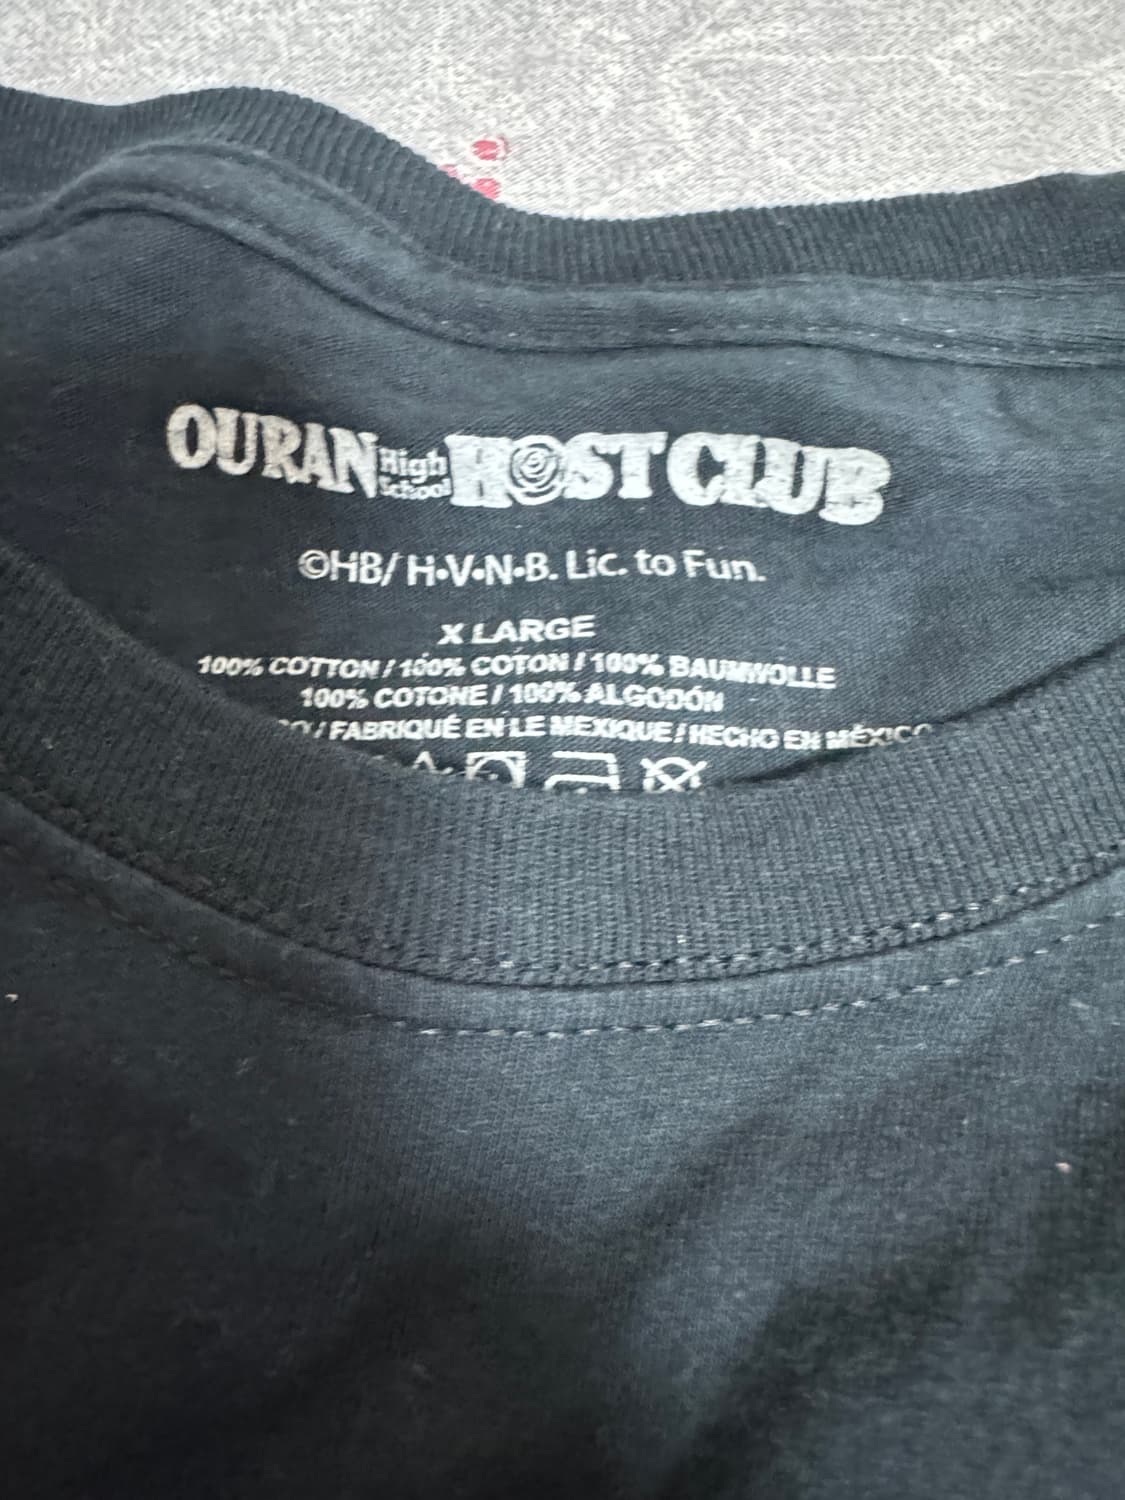 OURAN High School HOST CLUB
©HB/ H•V•N•B. Lic. to Fun.
X LARGE
100% COTTON / 100% COTON / 100% BAUMWOLLE
100% COTONE / 100% ALGODÓN
/ FABRIQUÉ EN LE MEXIQUE / HECHO EN MÉXICO